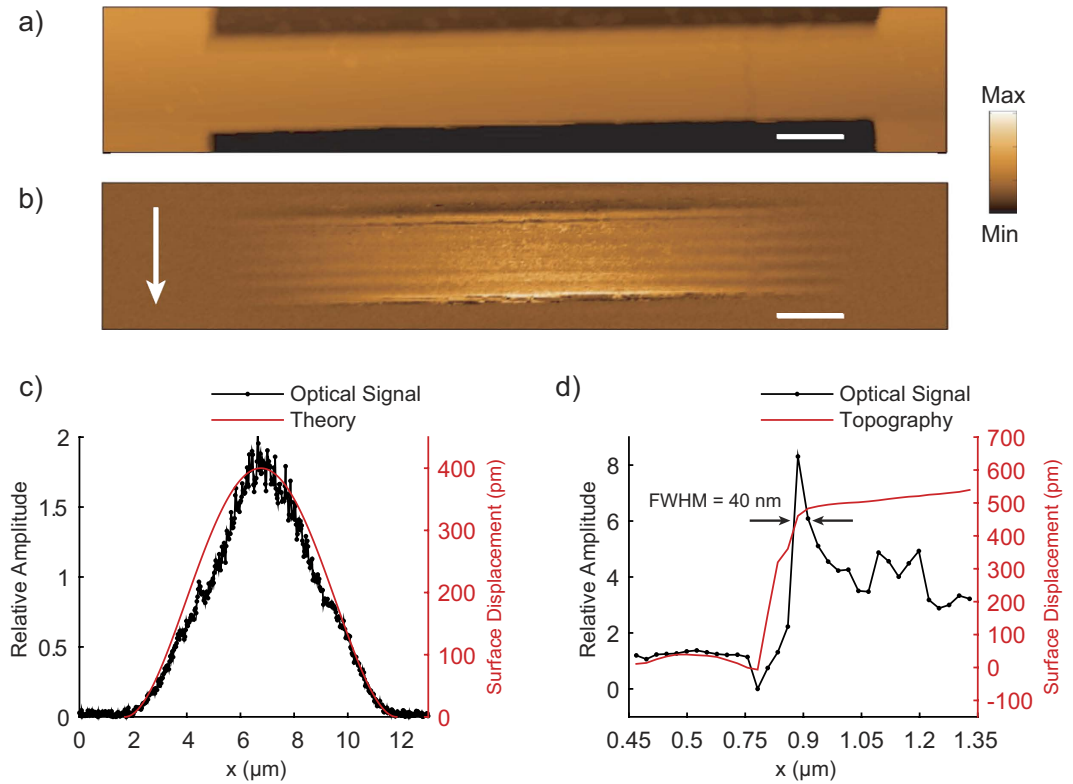 a)
Max
Min
b)
c)
Optical Signal
Theory
Relative Amplitude
2
1.5
1
0.5
0
0 2 4 6 8 10 12
x (µm)
400
300
200
100
0
Surface Displacement (pm)
d)
Optical Signal
Topography
FWHM = 40 nm
Relative Amplitude
8
6
4
2
0
0.45 0.6 0.75 0.9 1.05 1.2 1.35
x (µm)
700
600
500
400
300
200
100
0
-100
Surface Displacement (pm)